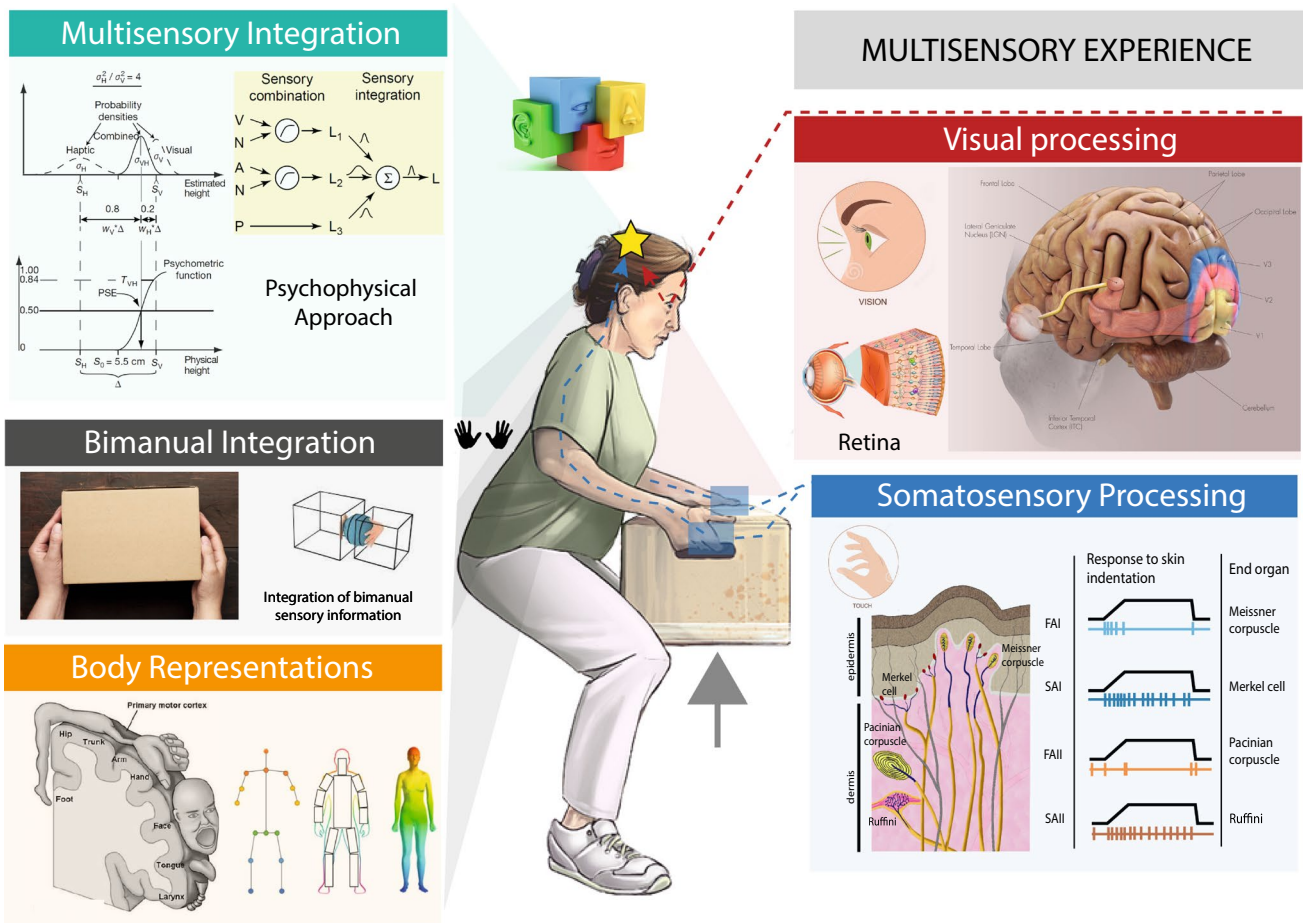 Multisensory Integration
σ²H / σ²V = 4
Probability
densities
Combined
Haptic
Visual
σH
σVH
σV
SH
SV
Estimated
height
0.8
0.2
wV*Δ
wH*Δ
1.00
0.84
TVH
Psychometric
function
PSE
0.50
0
SH
S0 = 5.5 cm
SV
Physical
height
Δ
Sensory
combination
Sensory
integration
V
N
L1
A
N
L2
Σ
L
P
L3
Psychophysical
Approach
Bimanual Integration
Integration of bimanual
sensory information
Body Representations
Primary motor cortex
Hip
Trunk
Arm
Hand
Foot
Face
Tongue
Larynx
MULTISENSORY EXPERIENCE
Visual processing
VISION
Retina
Frontal Lobe
Parietal Lobe
Occipital Lobe
Lateral Geniculate
Nucleus (LGN)
V3
V2
V1
Temporal Lobe
Inferior Temporal
Cortex (ITC)
Cerebellum
Somatosensory Processing
TOUCH
epidermis
dermis
Meissner
corpuscle
Merkel
cell
Pacinian
corpuscle
Ruffini
Response to skin
indentation
End organ
FAI
Meissner
corpuscle
SAI
Merkel cell
FAII
Pacinian
corpuscle
SAII
Ruffini